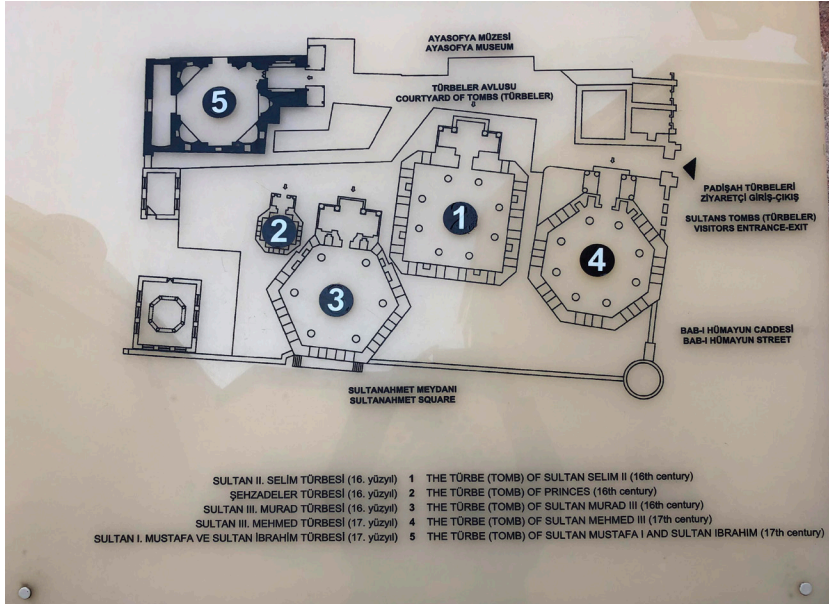 AYASOFYA MÜZESİ
AYASOFYA MUSEUM
TÜRBELER AVLUSU
COURTYARD OF TOMBS (TÜRBELER)
5
1
2
3
4
PADİŞAH TÜRBELERİ
ZİYARETÇİ GİRİŞ-ÇIKIŞ
SULTANS TOMBS (TÜRBELER)
VISITORS ENTRANCE-EXIT
BAB-I HÜMAYUN CADDESİ
BAB-I HÜMAYUN STREET
SULTANAHMET MEYDANI
SULTANAHMET SQUARE
SULTAN II. SELİM TÜRBESİ (16. yüzyıl) 1 THE TÜRBE (TOMB) OF SULTAN SELIM II (16th century)
ŞEHZADELER TÜRBESİ (16. yüzyıl) 2 THE TÜRBE (TOMB) OF PRINCES (16th century)
SULTAN III. MURAD TÜRBESİ (16. yüzyıl) 3 THE TÜRBE (TOMB) OF SULTAN MURAD III (16th century)
SULTAN III. MEHMED TÜRBESİ (17. yüzyıl) 4 THE TÜRBE (TOMB) OF SULTAN MEHMED III (17th century)
SULTAN I. MUSTAFA VE SULTAN İBRAHİM TÜRBESİ (17. yüzyıl) 5 THE TÜRBE (TOMB) OF SULTAN MUSTAFA I AND SULTAN IBRAHIM (17th century)